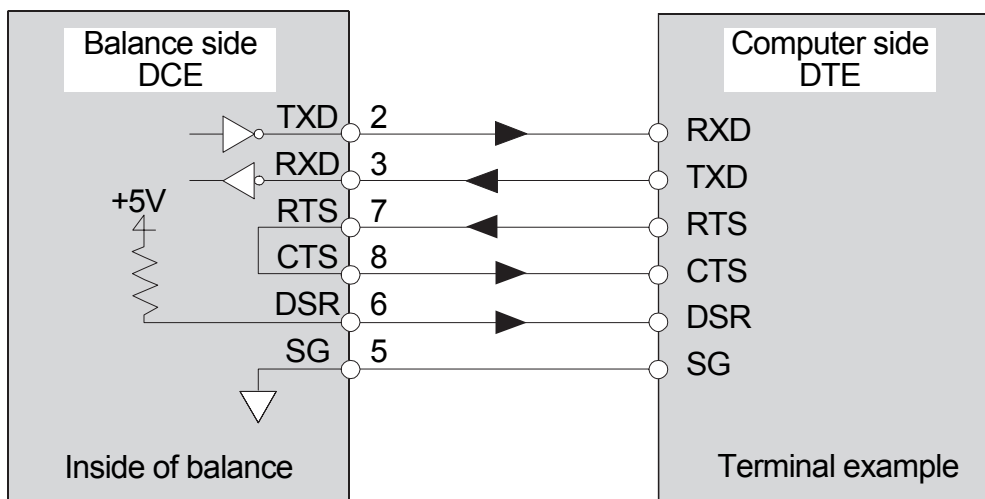 Balance side
DCE
Computer side
DTE
TXD 2 RXD
RXD 3 TXD
+5V
RTS 7 RTS
CTS 8 CTS
DSR 6 DSR
SG 5 SG
Inside of balance
Terminal example